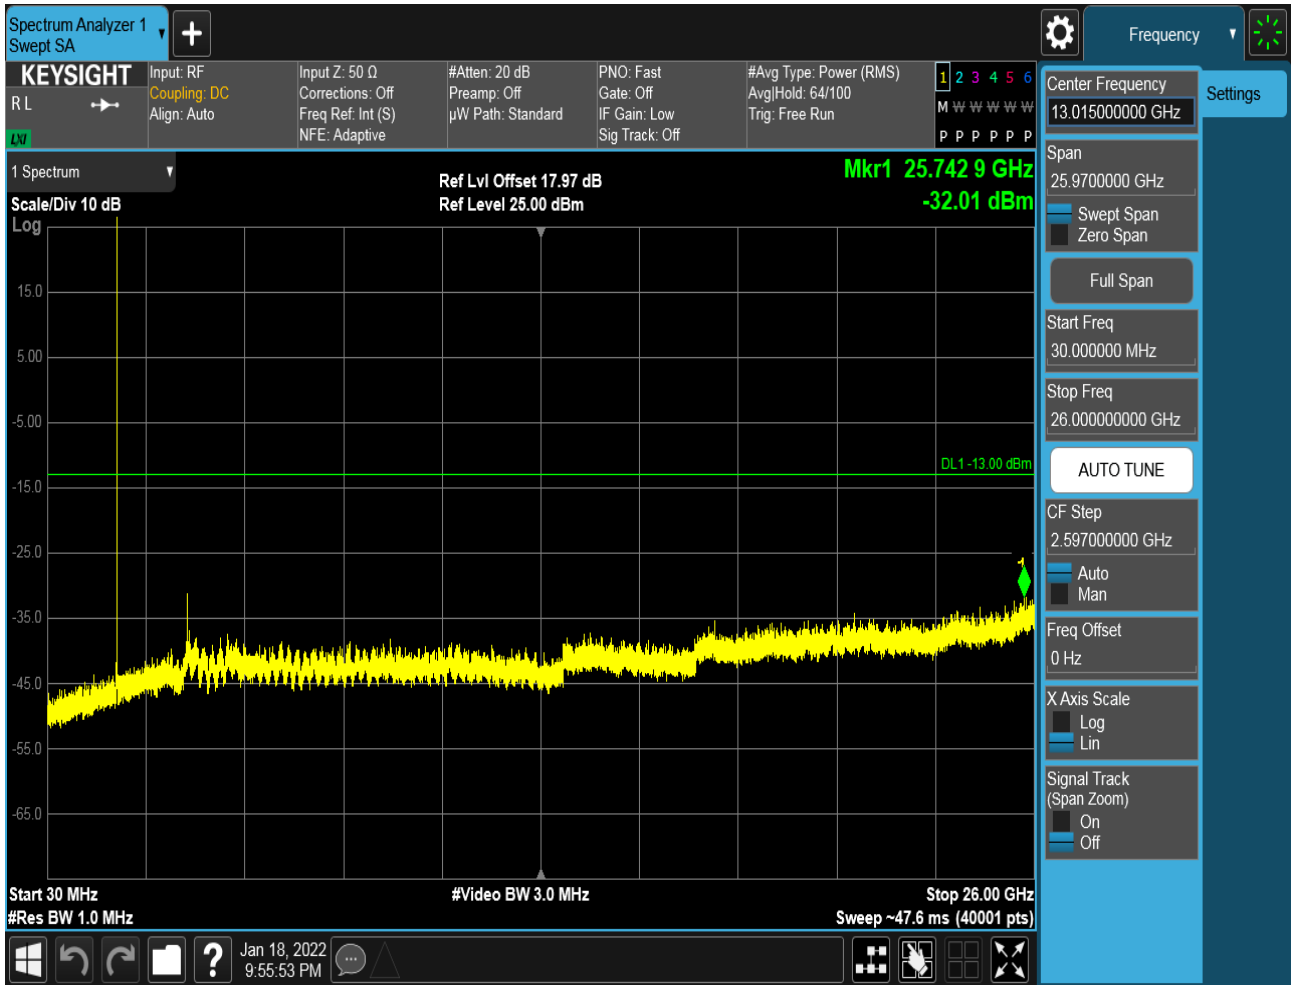 Spectrum Analyzer 1
Swept SA
Frequency
KEYSIGHT
R L
LXI
Input: RF
Coupling: DC
Align: Auto
Input Z: 50 Ω
Corrections: Off
Freq Ref: Int (S)
NFE: Adaptive
#Atten: 20 dB
Preamp: Off
µW Path: Standard
PNO: Fast
Gate: Off
IF Gain: Low
Sig Track: Off
#Avg Type: Power (RMS)
Avg|Hold: 64/100
Trig: Free Run
1 2 3 4 5 6
M W W W W W
P P P P P P
1 Spectrum
Scale/Div 10 dB
Log
Ref Lvl Offset 17.97 dB
Ref Level 25.00 dBm
Mkr1 25.742 9 GHz
-32.01 dBm
15.0
5.00
-5.00
-15.0
-25.0
-35.0
-45.0
-55.0
-65.0
DL1 -13.00 dBm
1
Start 30 MHz
#Res BW 1.0 MHz
#Video BW 3.0 MHz
Stop 26.00 GHz
Sweep ~47.6 ms (40001 pts)
Center Frequency
13.015000000 GHz
Settings
Span
25.9700000 GHz
Swept Span
Zero Span
Full Span
Start Freq
30.000000 MHz
Stop Freq
26.000000000 GHz
AUTO TUNE
CF Step
2.597000000 GHz
Auto
Man
Freq Offset
0 Hz
X Axis Scale
Log
Lin
Signal Track
(Span Zoom)
On
Off
?
Jan 18, 2022
9:55:53 PM